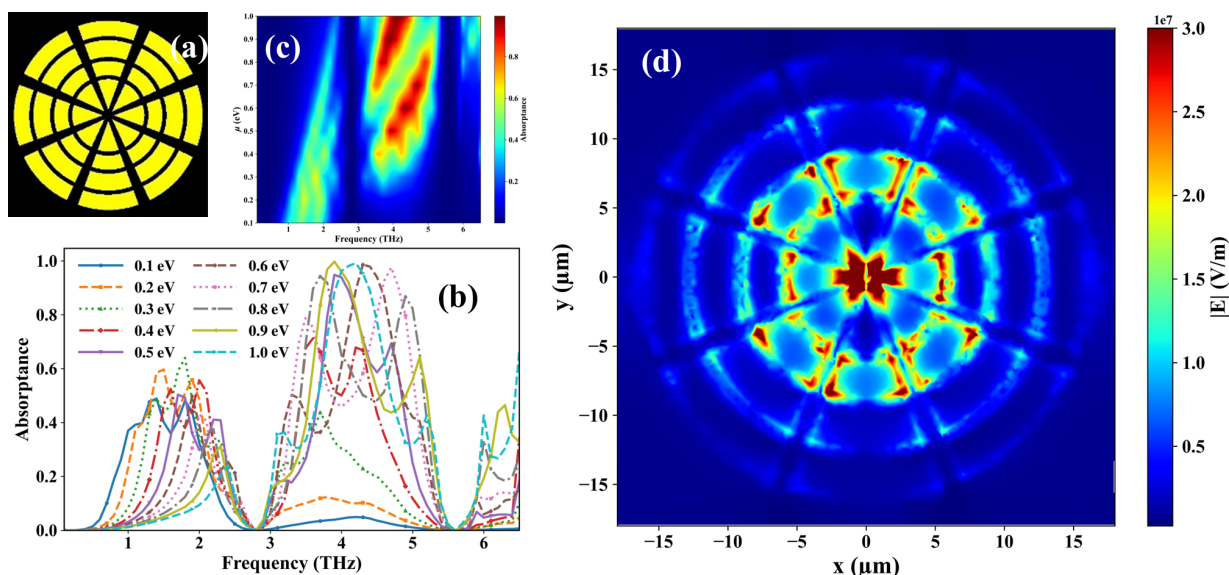 (a)
(c)
1.0
0.9
0.8
0.7
0.6
0.5
0.4
0.3
0.2
0.1
μ (eV)
1 2 3 4 5 6
Frequency (THz)
0.8
0.6
0.4
0.2
Absorptance
(b)
0.1 eV 0.6 eV
0.2 eV 0.7 eV
0.3 eV 0.8 eV
0.4 eV 0.9 eV
0.5 eV 1.0 eV
1.0
0.8
0.6
0.4
0.2
0.0
Absorptance
1 2 3 4 5 6
Frequency (THz)
(d)
15
10
5
0
−5
−10
−15
y (μm)
−15 −10 −5 0 5 10 15
x (μm)
1e7
3.0
2.5
2.0
1.5
1.0
0.5
|E| (V/m)